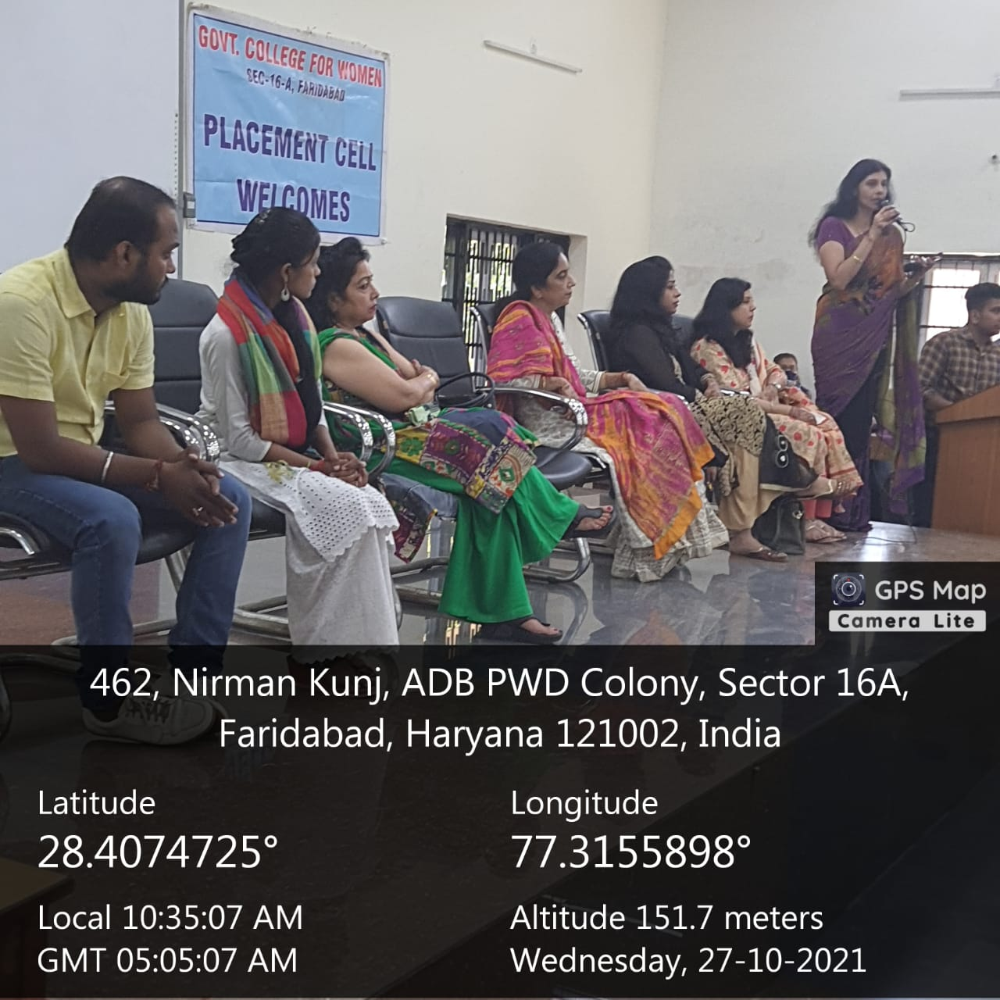 GOVT. COLLEGE FOR WOMEN
SEC-16-A, FARIDABAD
PLACEMENT CELL
WELCOMES
GPS Map
Camera Lite
462, Nirman Kunj, ADB PWD Colony, Sector 16A,
Faridabad, Haryana 121002, India
Latitude
28.4074725°
Longitude
77.3155898°
Local 10:35:07 AM
GMT 05:05:07 AM
Altitude 151.7 meters
Wednesday, 27-10-2021